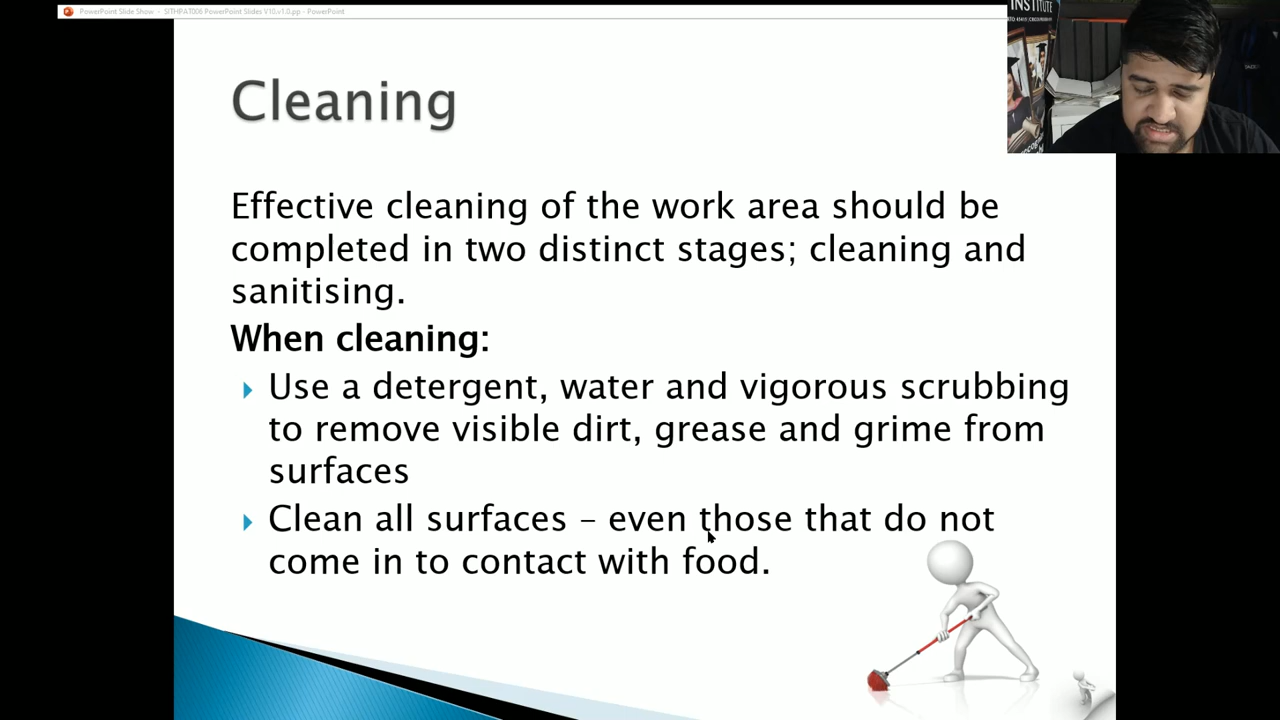 PowerPoint Slide Show - SITHPAT006 PowerPoint Slides V10.v1.0.pp - PowerPoint
INSTITUTE
Cleaning
Effective cleaning of the work area should be
completed in two distinct stages; cleaning and
sanitising.
When cleaning:
Use a detergent, water and vigorous scrubbing
to remove visible dirt, grease and grime from
surfaces
Clean all surfaces – even those that do not
come in to contact with food.